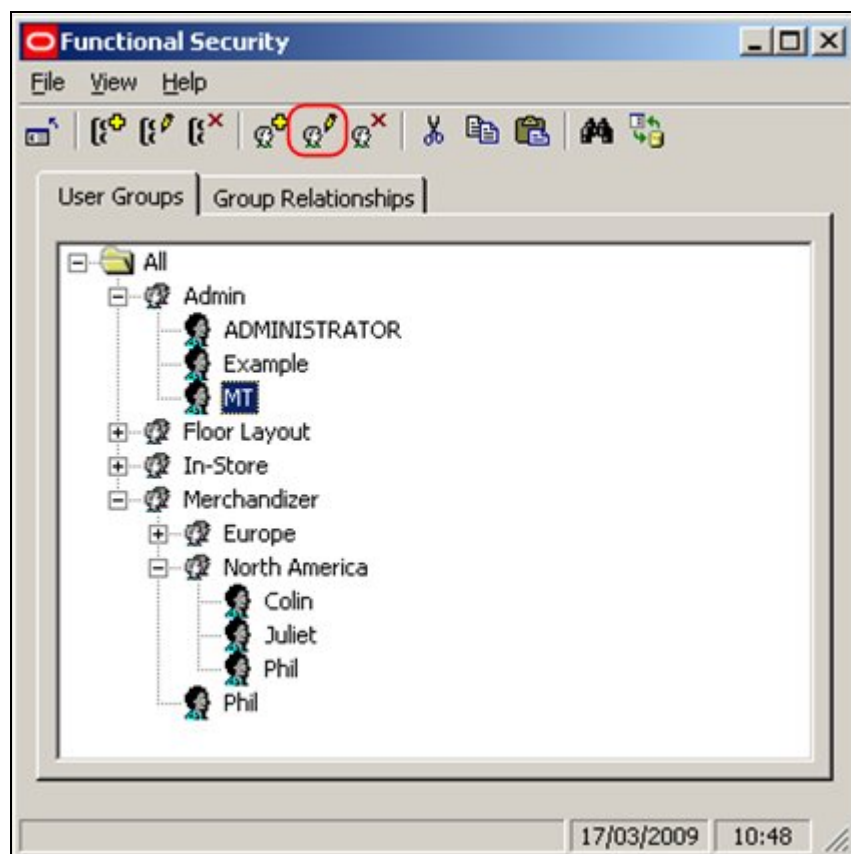 Functional Security
File View Help
User Groups Group Relationships
All
Admin
ADMINISTRATOR
Example
MT
Floor Layout
In-Store
Merchandizer
Europe
North America
Colin
Juliet
Phil
Phil
17/03/2009 10:48